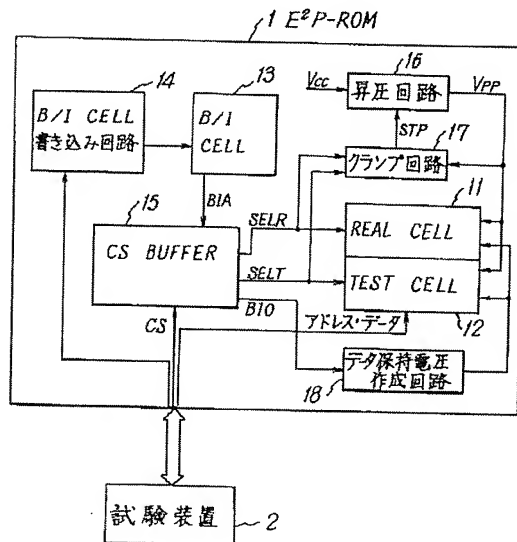 1 E²P-ROM
14
B/I CELL
書き込み回路
13
B/I
CELL
16
Vcc
昇圧回路
VPP
STP
17
クランプ回路
BIA
15
CS BUFFER
SELR
SELT
BIO
CS
11
REAL CELL
TEST CELL
12
アドレス・データ
データ保持電圧
作成回路
18
試験装置
2